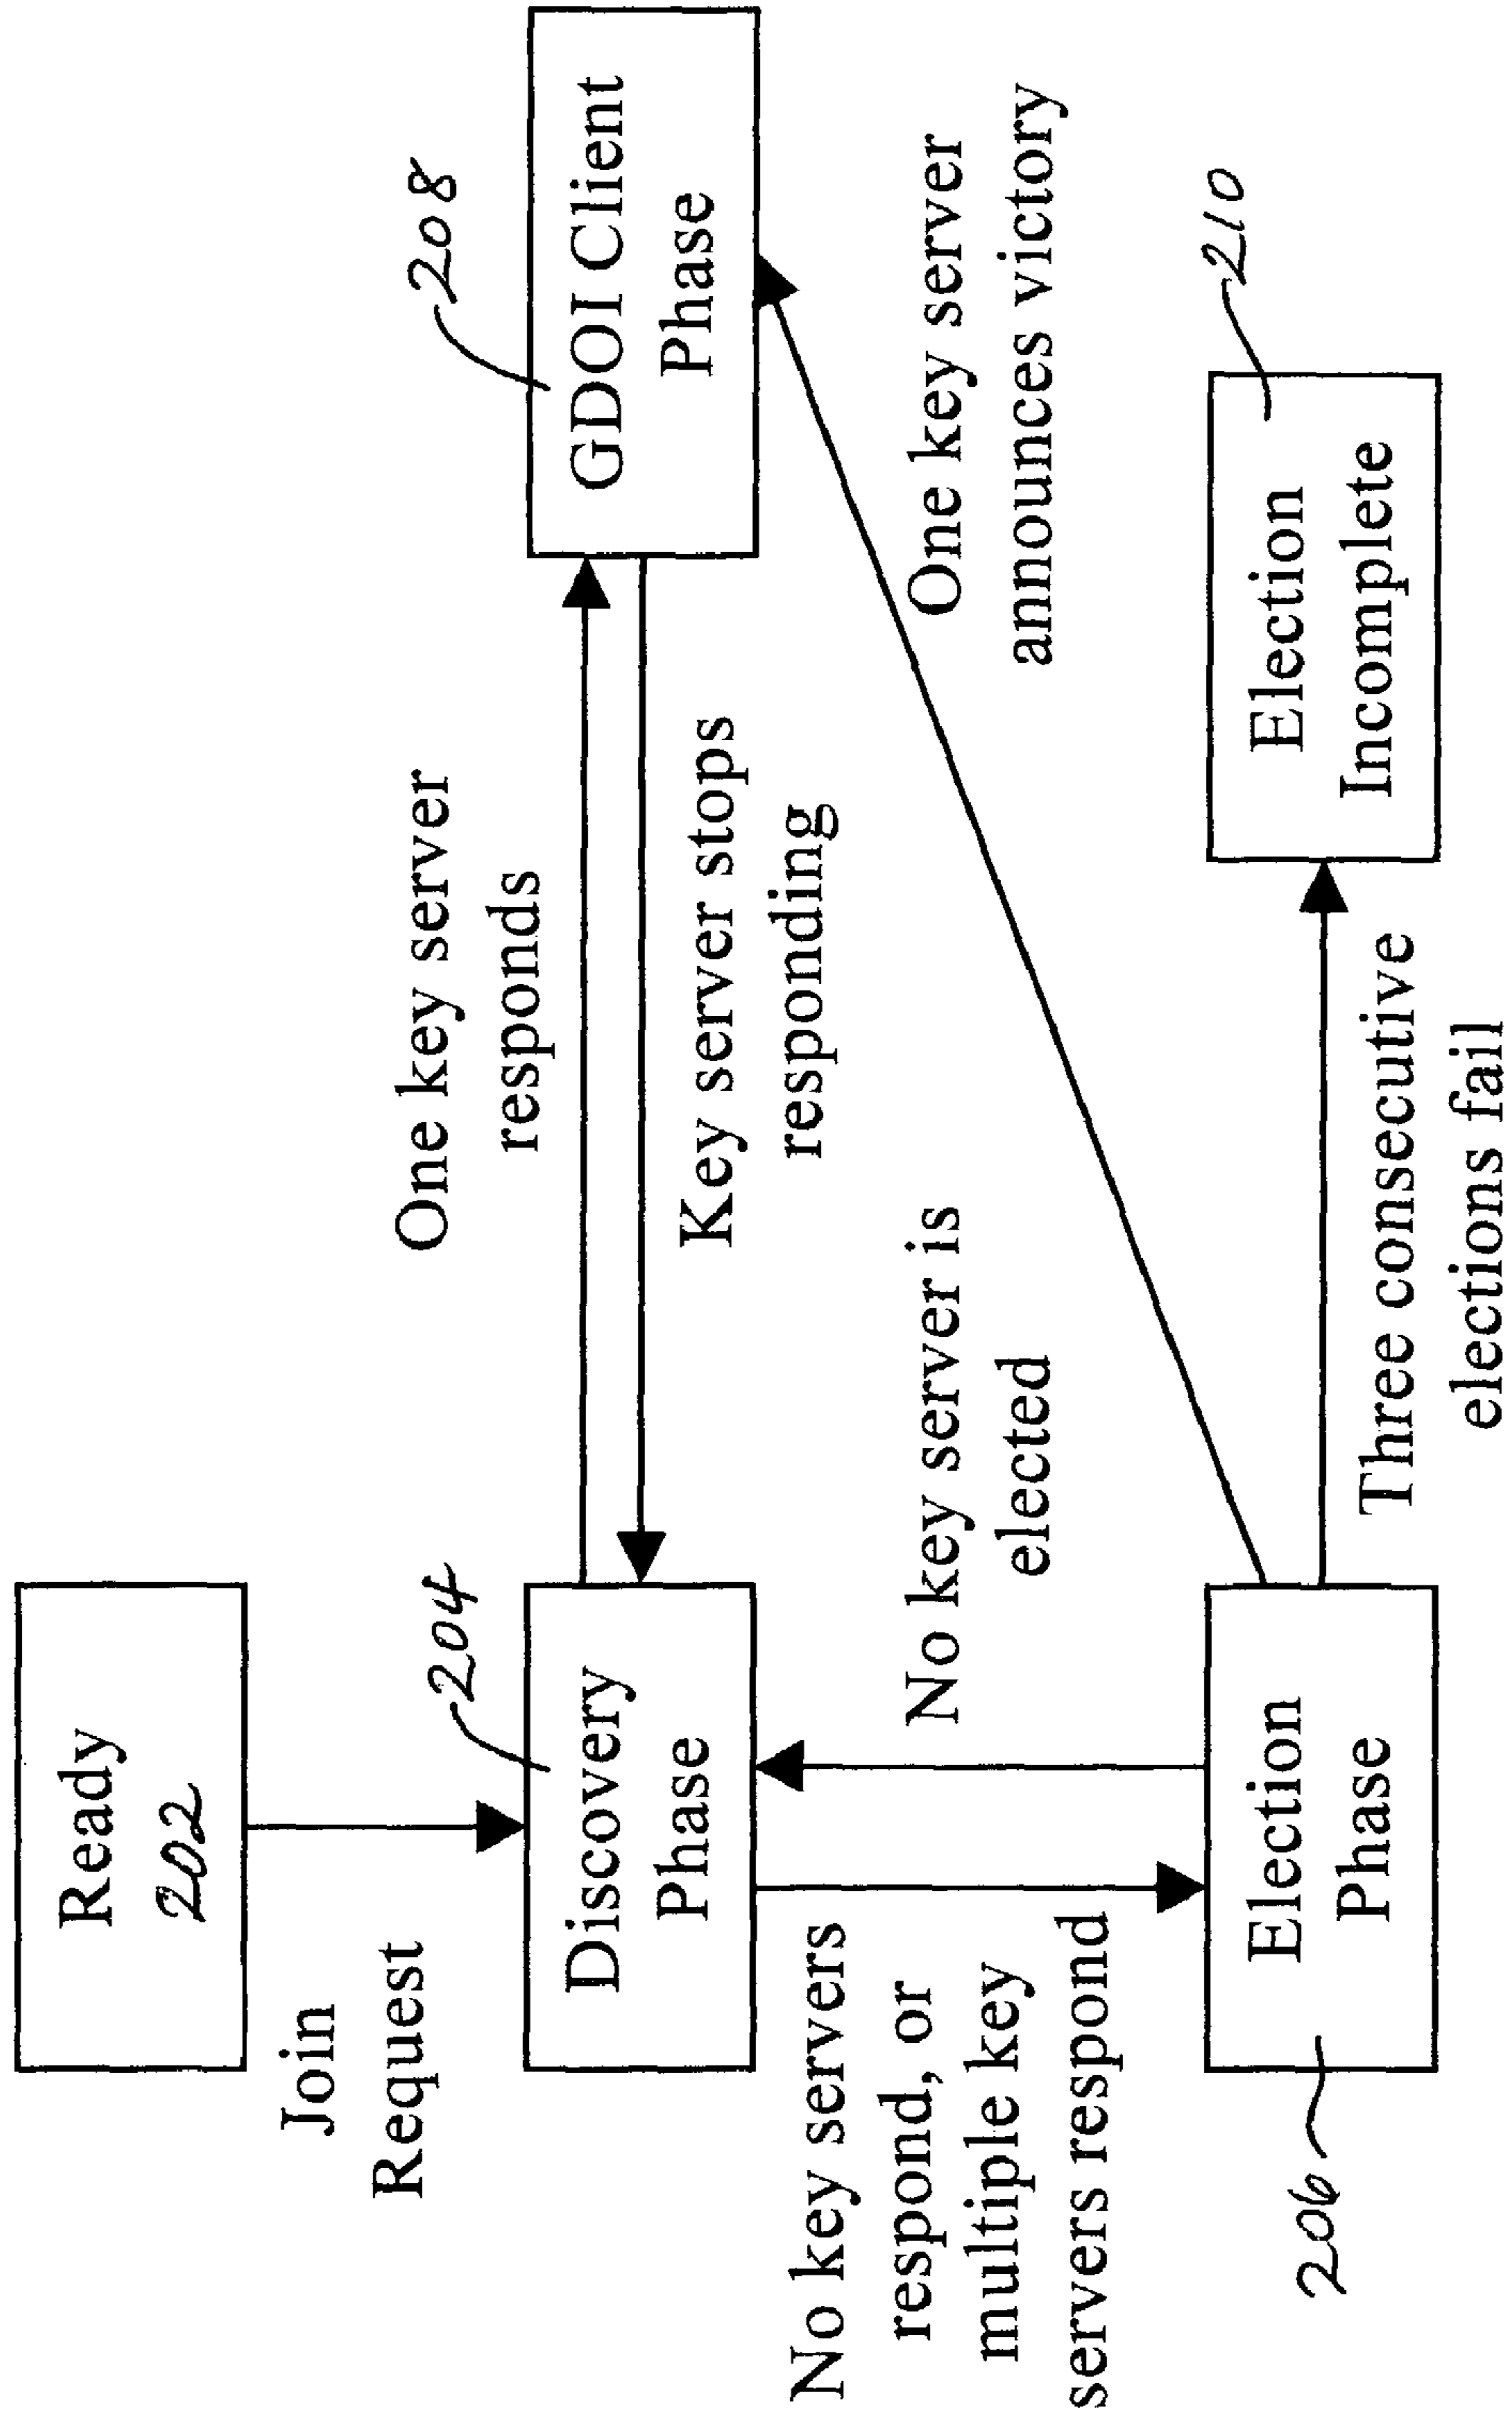 Ready
202
Join
Request
204
Discovery
Phase
One key server
responds
Key server stops
responding
208
GDOI Client
Phase
No key servers
respond, or
multiple key
servers respond
No key server is
elected
One key server
announces victory
206
Election
Phase
Three consecutive
elections fail
210
Election
Incomplete